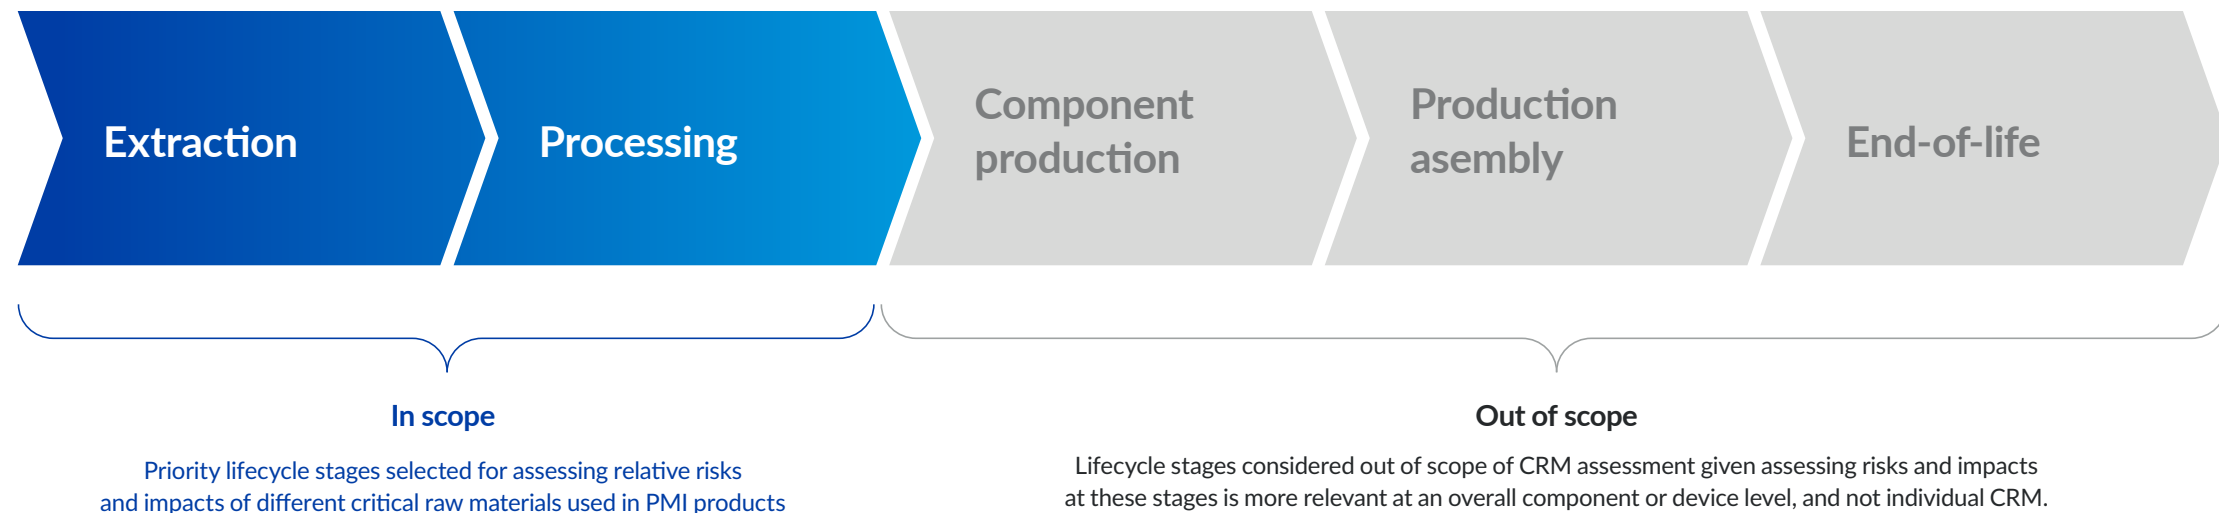 Extraction
Processing
Component
production
Production
asembly
End-of-life
In scope
Priority lifecycle stages selected for assessing relative risks
and impacts of different critical raw materials used in PMI products
Out of scope
Lifecycle stages considered out of scope of CRM assessment given assessing risks and impacts
at these stages is more relevant at an overall component or device level, and not individual CRM.